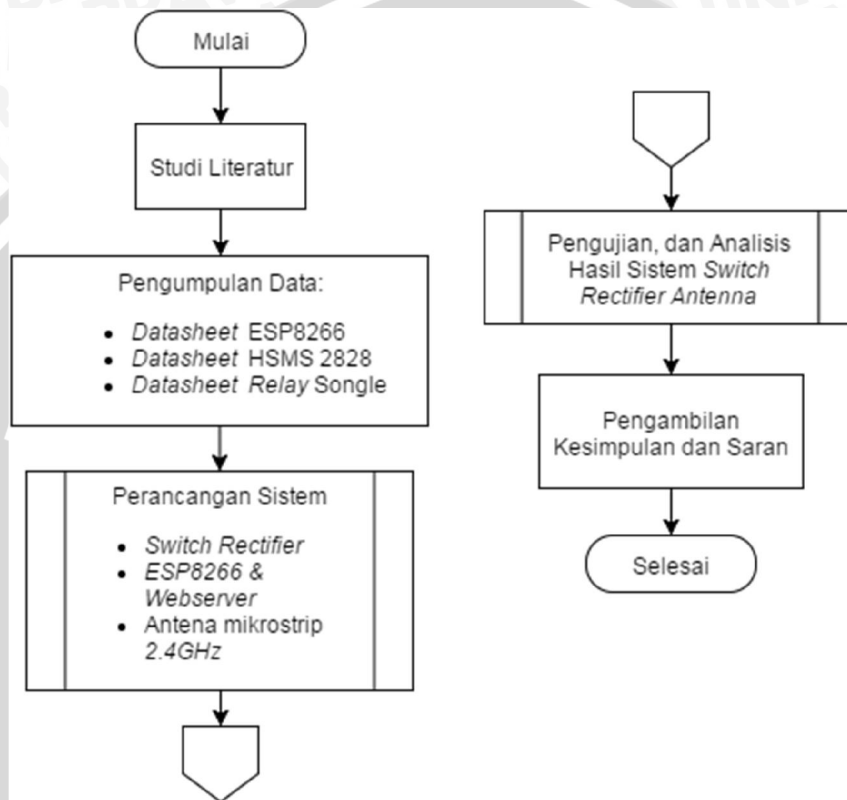 Mulai
Studi Literatur
Pengumpulan Data:
• Datasheet ESP8266
• Datasheet HSMS 2828
• Datasheet Relay Songle
Perancangan Sistem
• Switch Rectifier
• ESP8266 &
Webserver
• Antena mikrostrip
2.4GHz
Pengujian, dan Analisis
Hasil Sistem Switch
Rectifier Antenna
Pengambilan
Kesimpulan dan Saran
Selesai